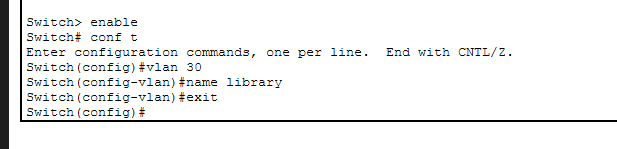 Switch> enable
Switch# conf t
Enter configuration commands, one per line.  End with CNTL/Z.
Switch(config)#vlan 30
Switch(config-vlan)#name library
Switch(config-vlan)#exit
Switch(config)#